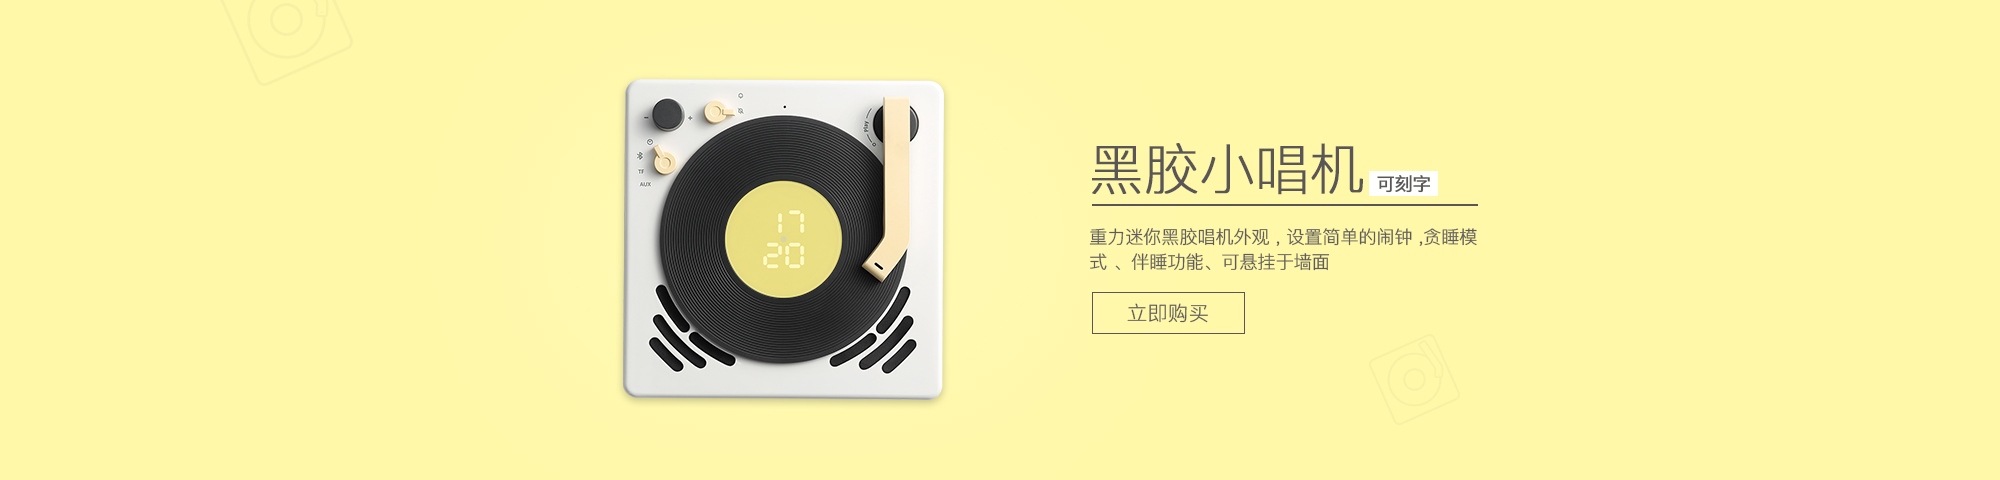 - +
TF
AUX
Play
17
20
黑胶小唱机 可刻字
重力迷你黑胶唱机外观，设置简单的闹钟 ,贪睡模
式 、伴睡功能、可悬挂于墙面
立即购买